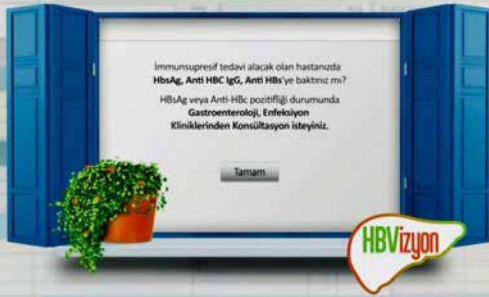 İmmunsupresif tedavi alacak olan hastanızda
HbsAg, Anti HBC IgG, Anti HBs'ye baktınız mı?
HBsAg veya Anti-HBc pozitifliği durumunda
Gastroenteroloji, Enfeksiyon
Kliniklerinden Konsültasyon isteyiniz.
Tamam
HBVizyon